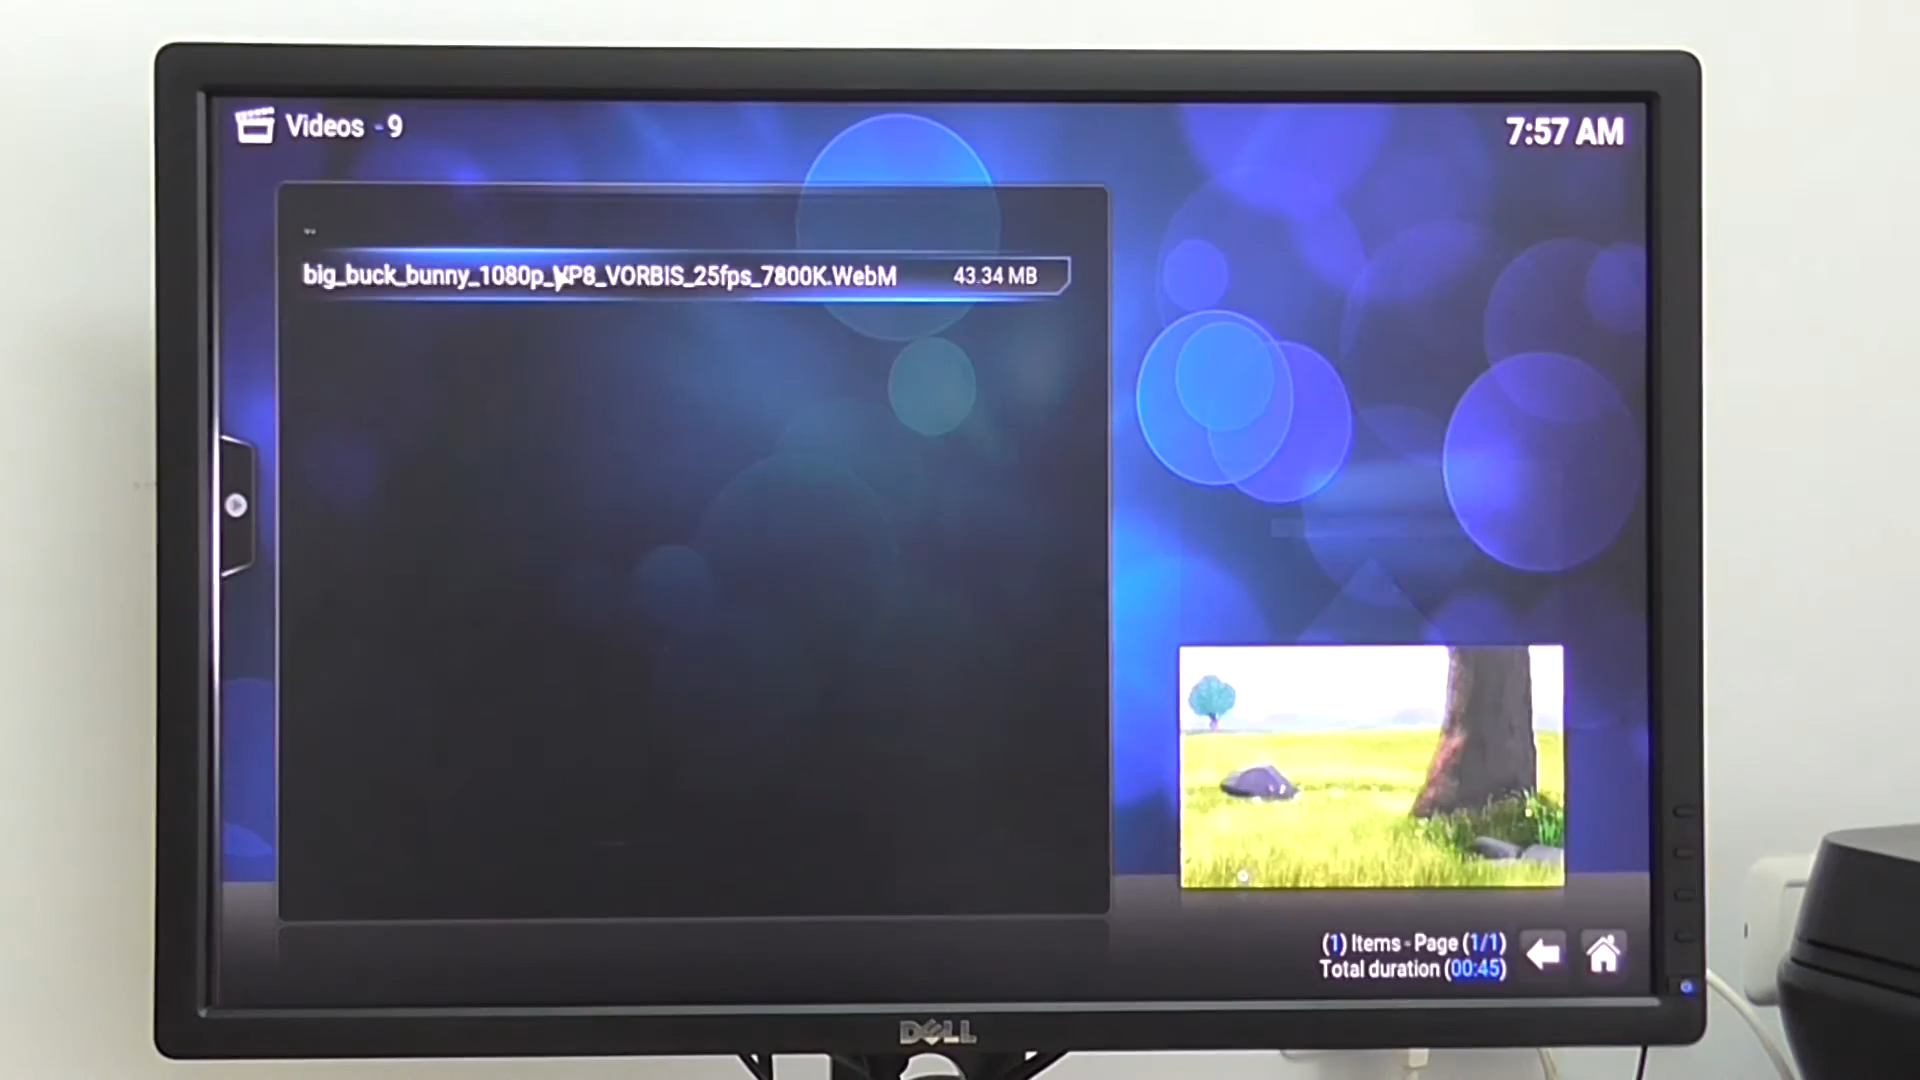 Videos - 9
7:57 AM
..
big_buck_bunny_1080p_VP8_VORBIS_25fps_7800K.WebM 43.34 MB
(1) Items - Page (1/1)
Total duration (00:45)
DELL